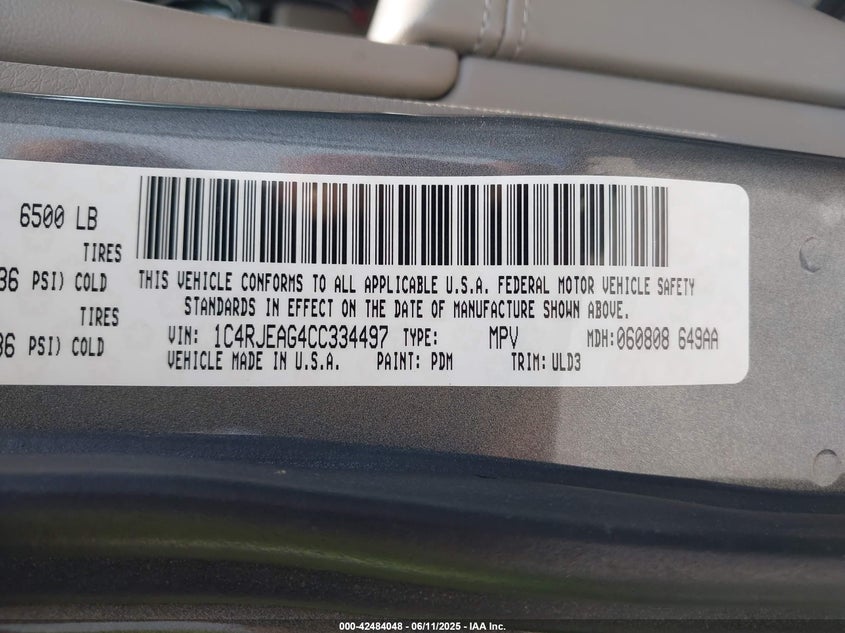 6500 LB
TIRES
36 PSI) COLD
TIRES
36 PSI) COLD
THIS VEHICLE CONFORMS TO ALL APPLICABLE U.S.A. FEDERAL MOTOR VEHICLE SAFETY
STANDARDS IN EFFECT ON THE DATE OF MANUFACTURE SHOWN ABOVE.
VIN: 1C4RJEAG4CC334497 TYPE: MPV MDH:060808 649AA
VEHICLE MADE IN U.S.A. PAINT: PDM TRIM:ULD3
000-42484048 - 06/11/2025 - IAA Inc.